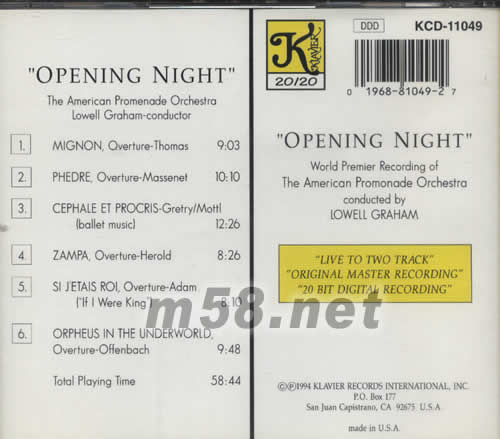 "OPENING NIGHT"
The American Promenade Orchestra
Lowell Graham-conductor
1. MIGNON, Overture-Thomas 9:03
2. PHEDRE, Overture-Massenet 10:10
3. CEPHALE ET PROCRIS-Gretry/Mottl
(ballet music) 12:26
4. ZAMPA, Overture-Herold 8:26
5. SI J'ETAIS ROI, Overture-Adam
("If I Were King") 8:10
6. ORPHEUS IN THE UNDERWORLD,
Overture-Offenbach 9:48
Total Playing Time 58:44
K KLAVIER
20/20
DDD KCD-11049
0 1968-81049-2 7
"OPENING NIGHT"
World Premier Recording of
The American Promonade Orchestra
conducted by
LOWELL GRAHAM
"LIVE TO TWO TRACK"
"ORIGINAL MASTER RECORDING"
"20 BIT DIGITAL RECORDING"
©℗1994 KLAVIER RECORDS INTERNATIONAL, INC.
P.O. Box 177
San Juan Capistrano, CA 92675 U.S.A.
made in U.S.A.
m58.net